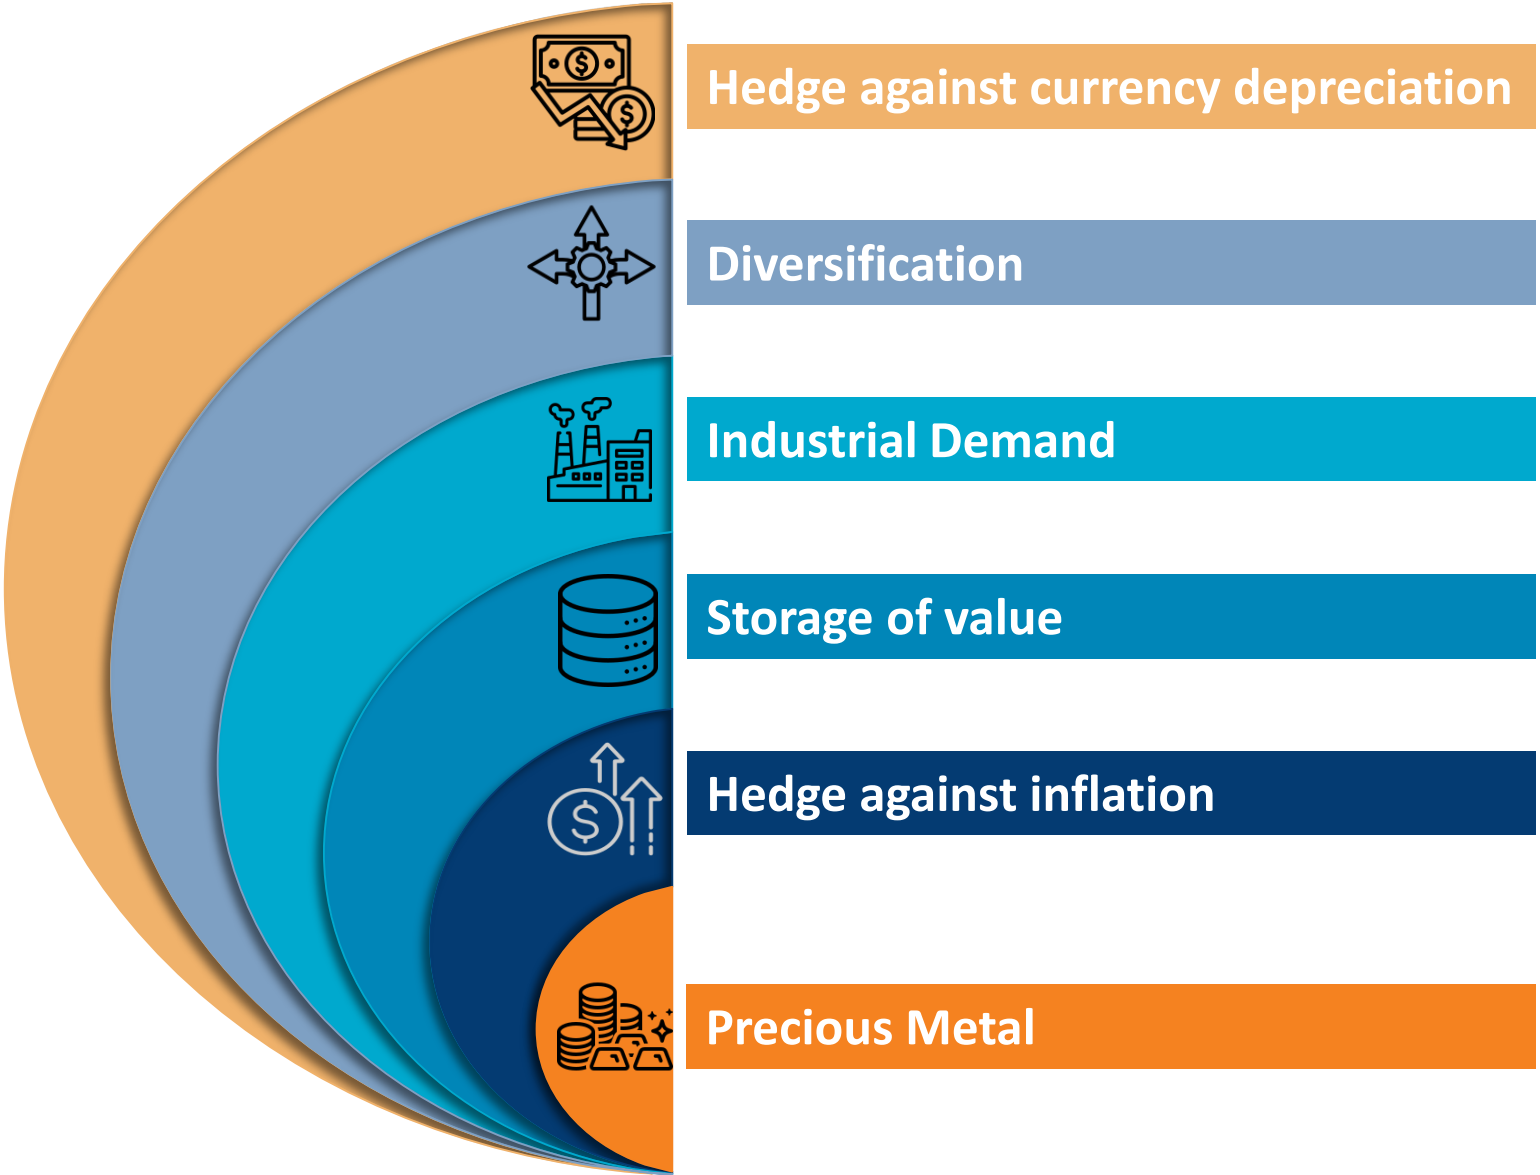 Hedge against currency depreciation
Diversification
Industrial Demand
Storage of value
Hedge against inflation
Precious Metal